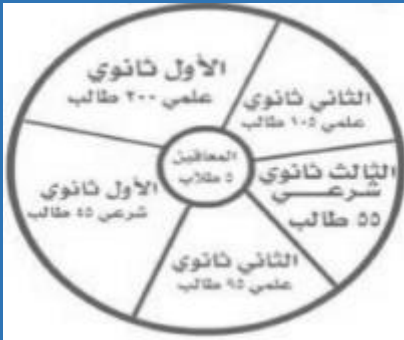 الأول ثانوي
علمي ٢٠٠ طالب
الثاني ثانوي
علمي ١٠٥ طالب
الثالث ثانوي
شرعي
٥٥ طالب
المعاقين
٥ طلاب
الأول ثانوي
شرعي ٤٥ طالب
الثاني ثانوي
علمي ٩٥ طالب